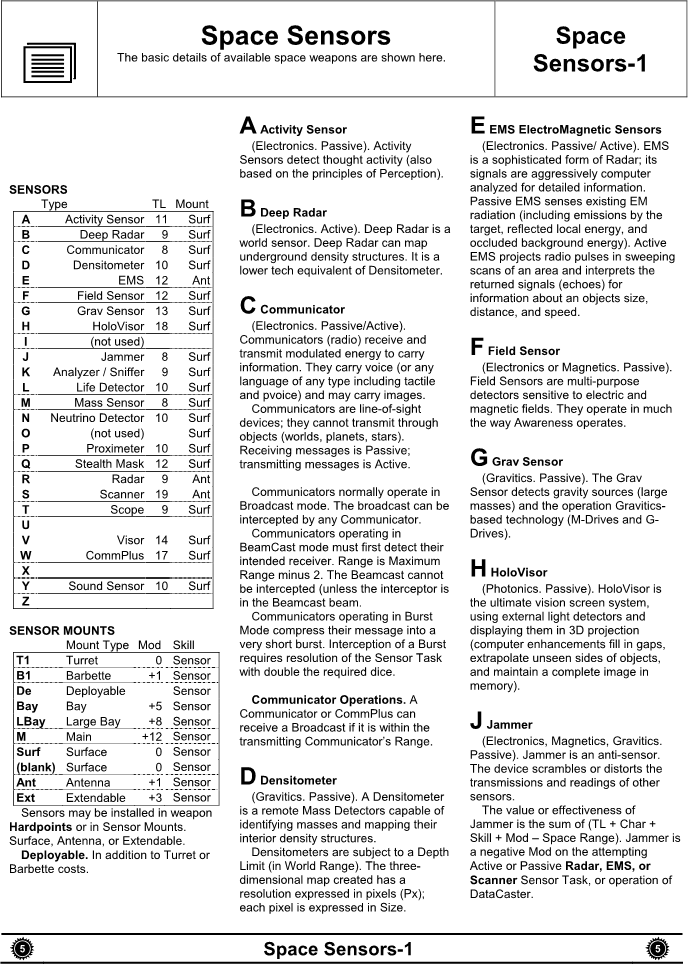 Space Sensors
The basic details of available space weapons are shown here.
Space
Sensors-1
SENSORS
Type TL Mount
A Activity Sensor 11 Surf
B Deep Radar 9 Surf
C Communicator 8 Surf
D Densitometer 10 Surf
E EMS 12 Ant
F Field Sensor 12 Surf
G Grav Sensor 13 Surf
H HoloVisor 18 Surf
I (not used)
J Jammer 8 Surf
K Analyzer / Sniffer 9 Surf
L Life Detector 10 Surf
M Mass Sensor 8 Surf
N Neutrino Detector 10 Surf
O (not used) Surf
P Proximeter 10 Surf
Q Stealth Mask 12 Surf
R Radar 9 Ant
S Scanner 19 Ant
T Scope 9 Surf
U
V Visor 14 Surf
W CommPlus 17 Surf
X
Y Sound Sensor 10 Surf
Z
SENSOR MOUNTS
Mount Type Mod Skill
T1 Turret 0 Sensor
B1 Barbette +1 Sensor
De Deployable Sensor
Bay Bay +5 Sensor
LBay Large Bay +8 Sensor
M Main +12 Sensor
Surf Surface 0 Sensor
(blank) Surface 0 Sensor
Ant Antenna +1 Sensor
Ext Extendable +3 Sensor
Sensors may be installed in weapon
Hardpoints or in Sensor Mounts.
Surface, Antenna, or Extendable.
Deployable. In addition to Turret or
Barbette costs.
A Activity Sensor
(Electronics. Passive). Activity
Sensors detect thought activity (also
based on the principles of Perception).
B Deep Radar
(Electronics. Active). Deep Radar is a
world sensor. Deep Radar can map
underground density structures. It is a
lower tech equivalent of Densitometer.
C Communicator
(Electronics. Passive/Active).
Communicators (radio) receive and
transmit modulated energy to carry
information. They carry voice (or any
language of any type including tactile
and pvoice) and may carry images.
Communicators are line-of-sight
devices; they cannot transmit through
objects (worlds, planets, stars).
Receiving messages is Passive;
transmitting messages is Active.
Communicators normally operate in
Broadcast mode. The broadcast can be
intercepted by any Communicator.
Communicators operating in
BeamCast mode must first detect their
intended receiver. Range is Maximum
Range minus 2. The Beamcast cannot
be intercepted (unless the interceptor is
in the Beamcast beam.
Communicators operating in Burst
Mode compress their message into a
very short burst. Interception of a Burst
requires resolution of the Sensor Task
with double the required dice.
Communicator Operations. A
Communicator or CommPlus can
receive a Broadcast if it is within the
transmitting Communicator's Range.
D Densitometer
(Gravitics. Passive). A Densitometer
is a remote Mass Detectors capable of
identifying masses and mapping their
interior density structures.
Densitometers are subject to a Depth
Limit (in World Range). The three-
dimensional map created has a
resolution expressed in pixels (Px);
each pixel is expressed in Size.
E EMS ElectroMagnetic Sensors
(Electronics. Passive/ Active). EMS
is a sophisticated form of Radar; its
signals are aggressively computer
analyzed for detailed information.
Passive EMS senses existing EM
radiation (including emissions by the
target, reflected local energy, and
occluded background energy). Active
EMS projects radio pulses in sweeping
scans of an area and interprets the
returned signals (echoes) for
information about an objects size,
distance, and speed.
F Field Sensor
(Electronics or Magnetics. Passive).
Field Sensors are multi-purpose
detectors sensitive to electric and
magnetic fields. They operate in much
the way Awareness operates.
G Grav Sensor
(Gravitics. Passive). The Grav
Sensor detects gravity sources (large
masses) and the operation Gravitics-
based technology (M-Drives and G-
Drives).
H HoloVisor
(Photonics. Passive). HoloVisor is
the ultimate vision screen system,
using external light detectors and
displaying them in 3D projection
(computer enhancements fill in gaps,
extrapolate unseen sides of objects,
and maintain a complete image in
memory).
J Jammer
(Electronics, Magnetics, Gravitics.
Passive). Jammer is an anti-sensor.
The device scrambles or distorts the
transmissions and readings of other
sensors.
The value or effectiveness of
Jammer is the sum of (TL + Char +
Skill + Mod – Space Range). Jammer is
a negative Mod on the attempting
Active or Passive Radar, EMS, or
Scanner Sensor Task, or operation of
DataCaster.
5 Space Sensors-1 5